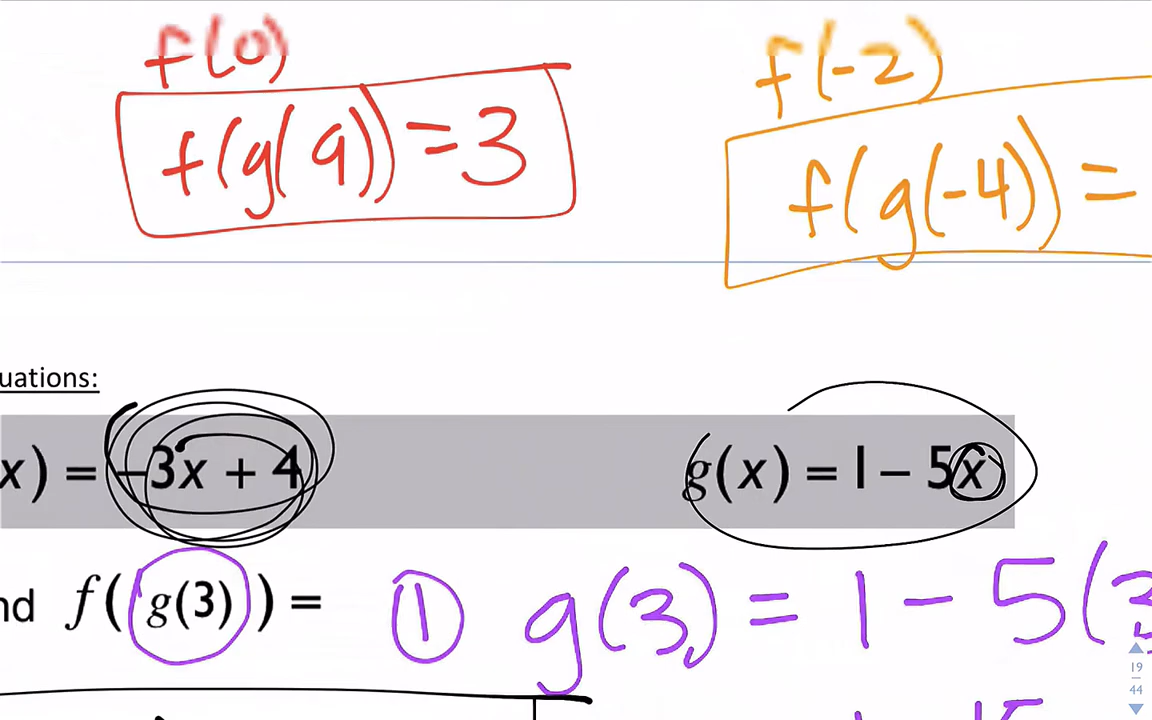 f(0)
f(-2)
f(g(9)) = 3
f(g(-4)) =
uations:
x) = -3x + 4
g(x) = 1 - 5x
nd f( g(3) ) =
① g(3) = 1 - 5(3
19
44